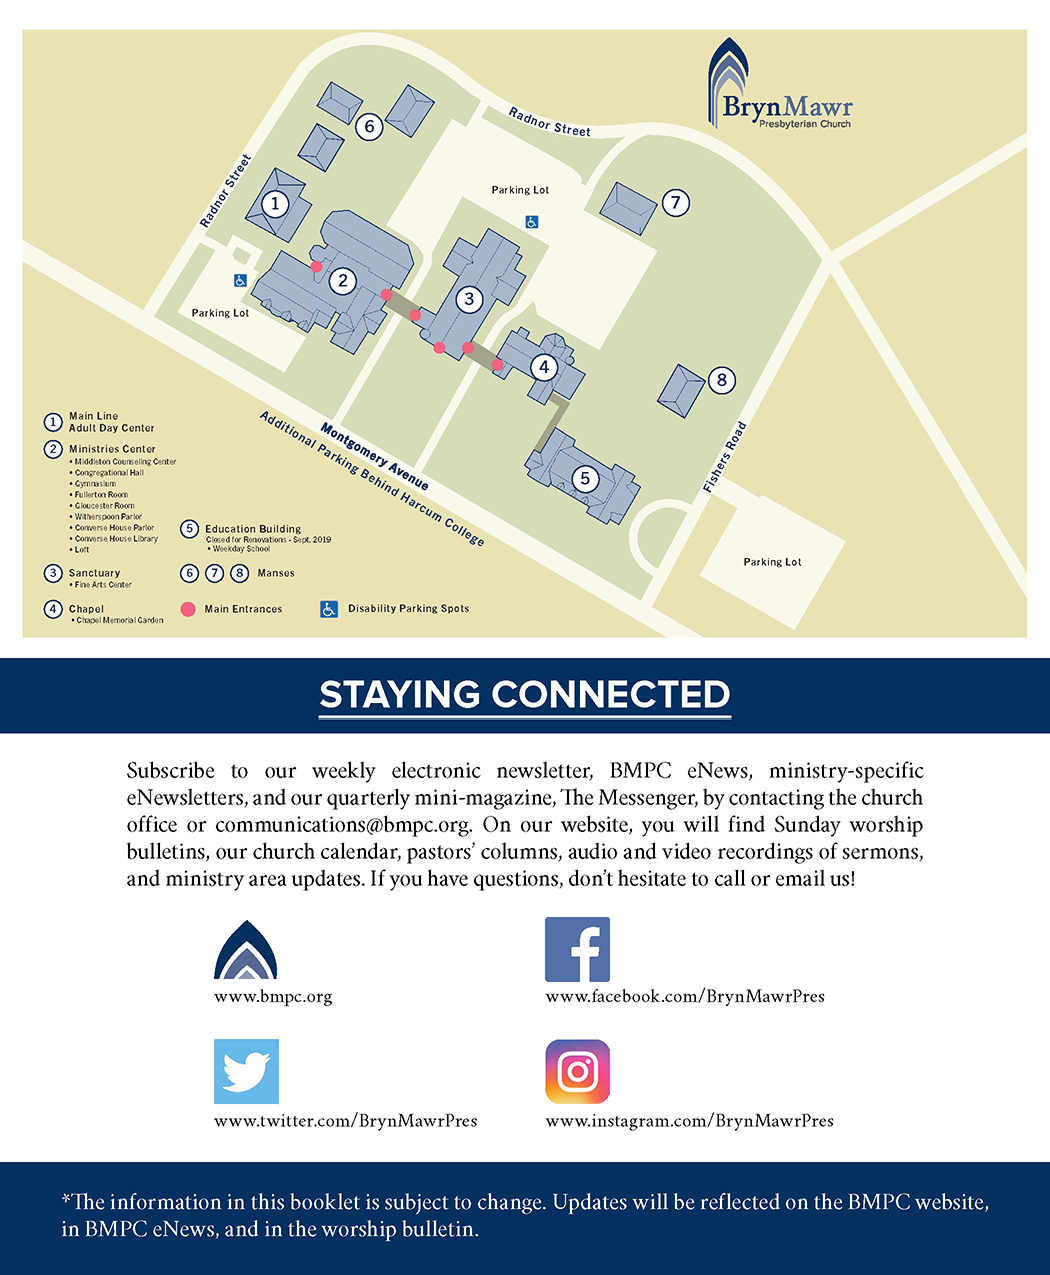 BrynMawr
Presbyterian Church
Radnor Street
Radnor Street
6
7
1
Parking Lot
2
3
Parking Lot
4
8
5
Montgomery Avenue
Additional Parking Behind Harcum College
Fishers Road
Parking Lot
1 Main Line
Adult Day Center
2 Ministries Center
• Middleton Counseling Center
• Congregational Hall
• Gymnasium
• Fullerton Room
• Gloucester Room
• Witherspoon Parlor
• Converse House Parlor
• Converse House Library
• Loft
3 Sanctuary
• Fine Arts Center
4 Chapel
• Chapel Memorial Garden
5 Education Building
Closed for Renovations - Sept. 2019
• Weekday School
6 7 8 Manses
Main Entrances
Disability Parking Spots
STAYING CONNECTED
Subscribe to our weekly electronic newsletter, BMPC eNews, ministry-specific
eNewsletters, and our quarterly mini-magazine, The Messenger, by contacting the church
office or communications@bmpc.org. On our website, you will find Sunday worship
bulletins, our church calendar, pastors’ columns, audio and video recordings of sermons,
and ministry area updates. If you have questions, don’t hesitate to call or email us!
www.bmpc.org
www.facebook.com/BrynMawrPres
www.twitter.com/BrynMawrPres
www.instagram.com/BrynMawrPres
*The information in this booklet is subject to change. Updates will be reflected on the BMPC website,
in BMPC eNews, and in the worship bulletin.